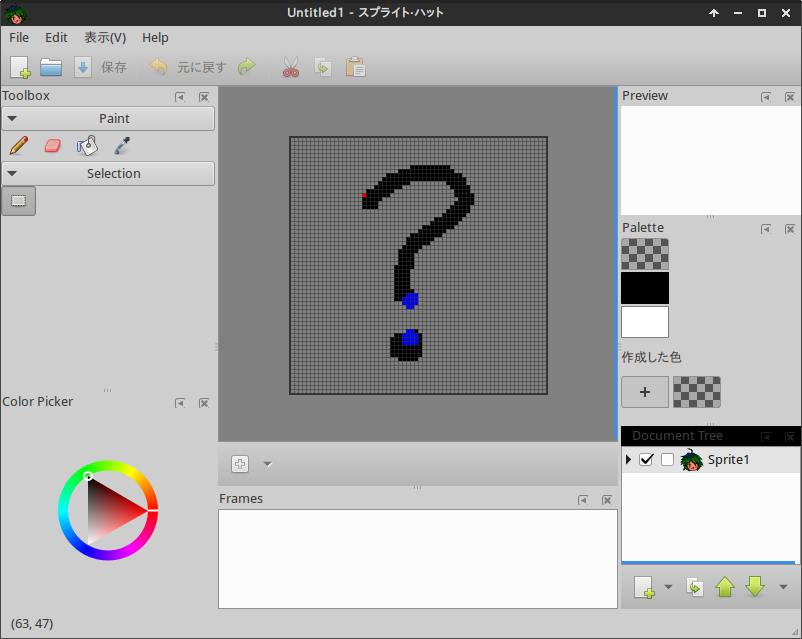 Untitled1 - スプライト・ハット
File Edit 表示(V) Help
保存 元に戻す
Toolbox
Paint
Selection
Color Picker
(63, 47)
Frames
Preview
Palette
作成した色
+
Document Tree
Sprite1